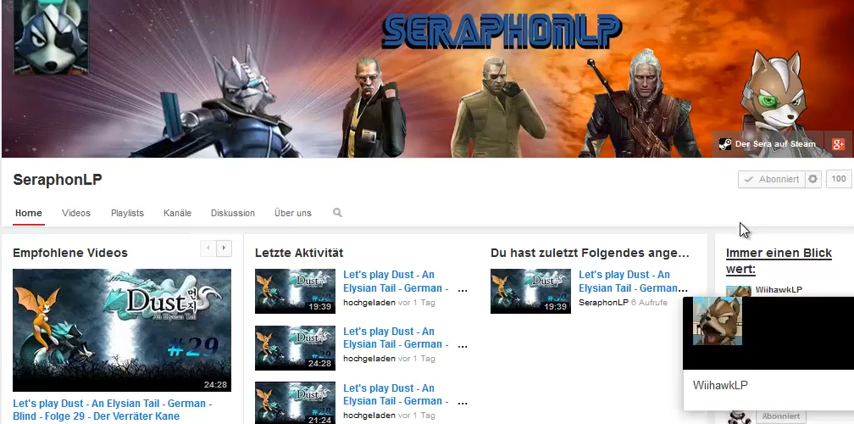 SERAPHONLP
Der Sera auf Steam
SeraphonLP
Abonniert
100
Home
Videos
Playlists
Kanäle
Diskussion
Über uns
Empfohlene Videos
Dust
An Elysian Tail
#29
24:28
Let's play Dust - An Elysian Tail - German -
Blind - Folge 29 - Der Verräter Kane
Letzte Aktivität
19:39
Let's play Dust - An
Elysian Tail - German - ...
hochgeladen vor 1 Tag
24:28
Let's play Dust - An
Elysian Tail - German - ...
hochgeladen vor 1 Tag
21:24
Let's play Dust - An
Elysian Tail - German - ...
hochgeladen vor 1 Tag
Du hast zuletzt Folgendes ange...
19:39
Let's play Dust - An
Elysian Tail - German...
SeraphonLP 6 Aufrufe
Immer einen Blick
wert:
WiihawkLP
WiihawkLP
Abonniert